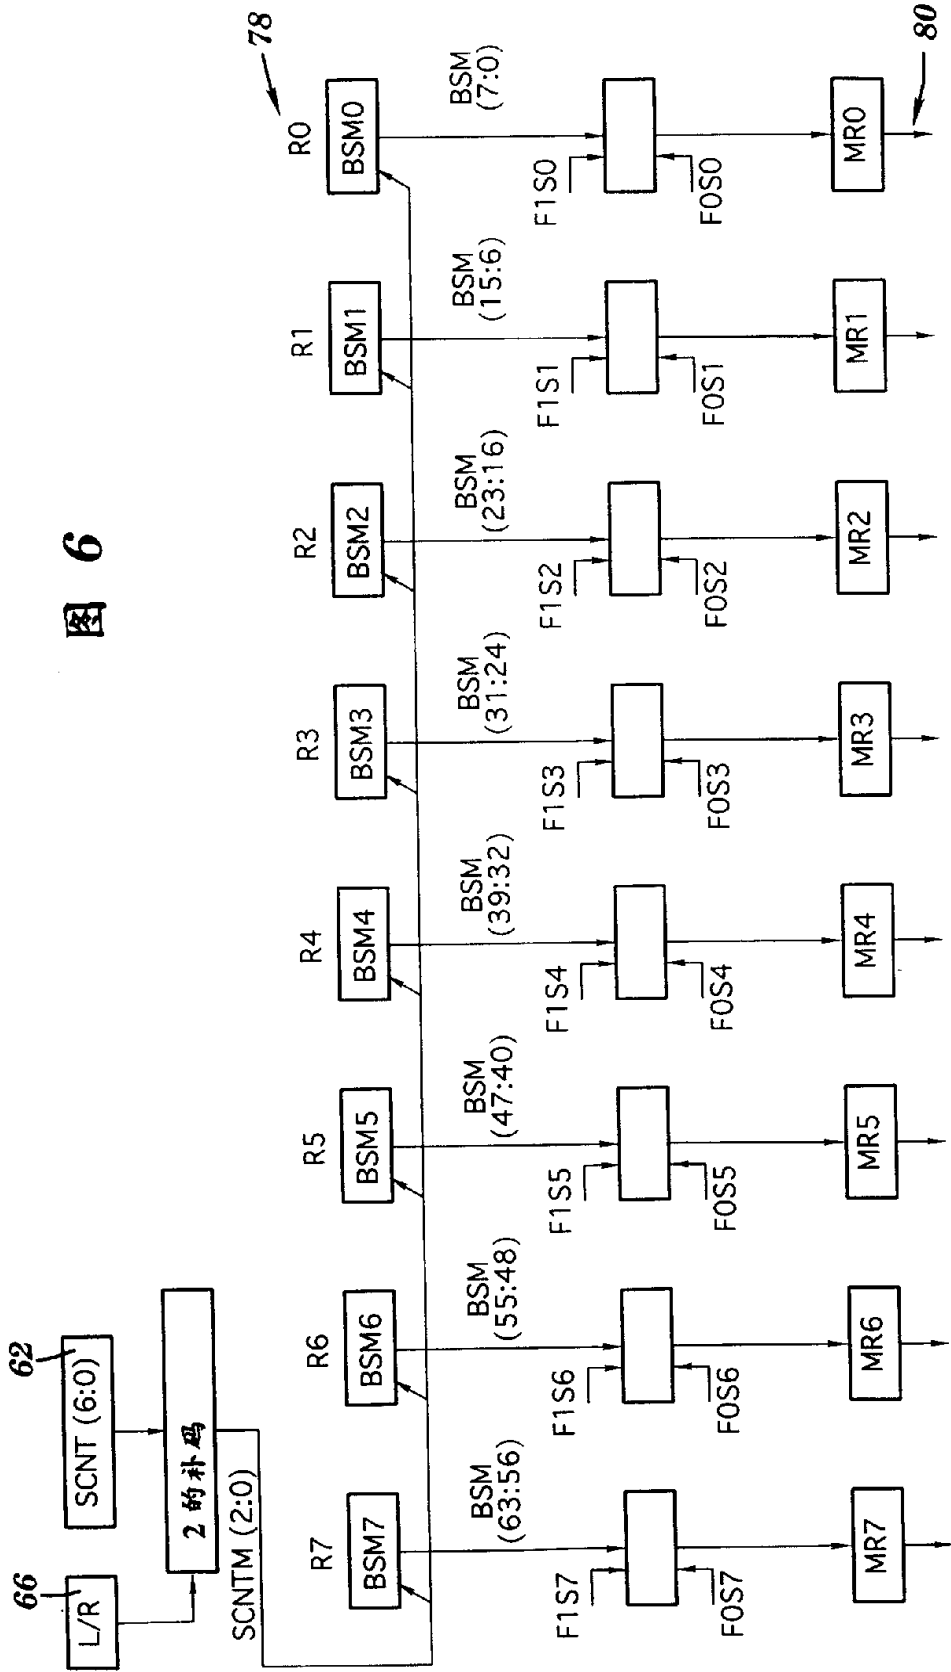 图 6
66
62
L/R
SCNT (6:0)
2的补码
SCNTM (2:0)
78
R7
R6
R5
R4
R3
R2
R1
R0
BSM7
BSM6
BSM5
BSM4
BSM3
BSM2
BSM1
BSM0
BSM
(63:56)
BSM
(55:48)
BSM
(47:40)
BSM
(39:32)
BSM
(31:24)
BSM
(23:16)
BSM
(15:6)
BSM
(7:0)
F1S7
F1S6
F1S5
F1S4
F1S3
F1S2
F1S1
F1S0
F0S7
F0S6
F0S5
F0S4
F0S3
F0S2
F0S1
F0S0
MR7
MR6
MR5
MR4
MR3
MR2
MR1
MR0
80